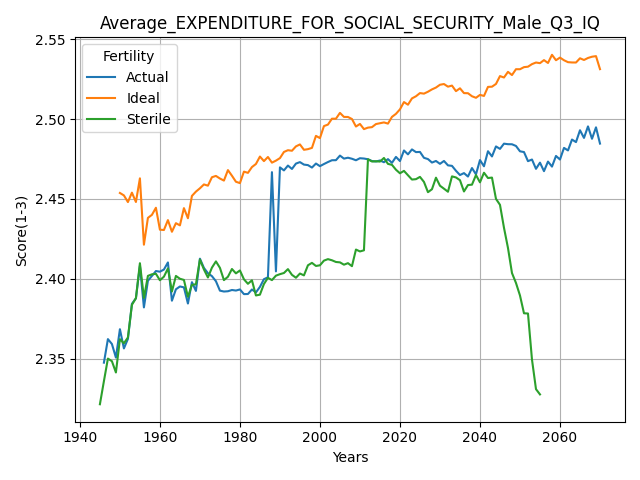 Average_EXPENDITURE_FOR_SOCIAL_SECURITY_Male_Q3_IQ
Score(1-3)
2.55
2.50
2.45
2.40
2.35
Fertility
Actual
Ideal
Sterile
1940 1960 1980 2000 2020 2040 2060
Years